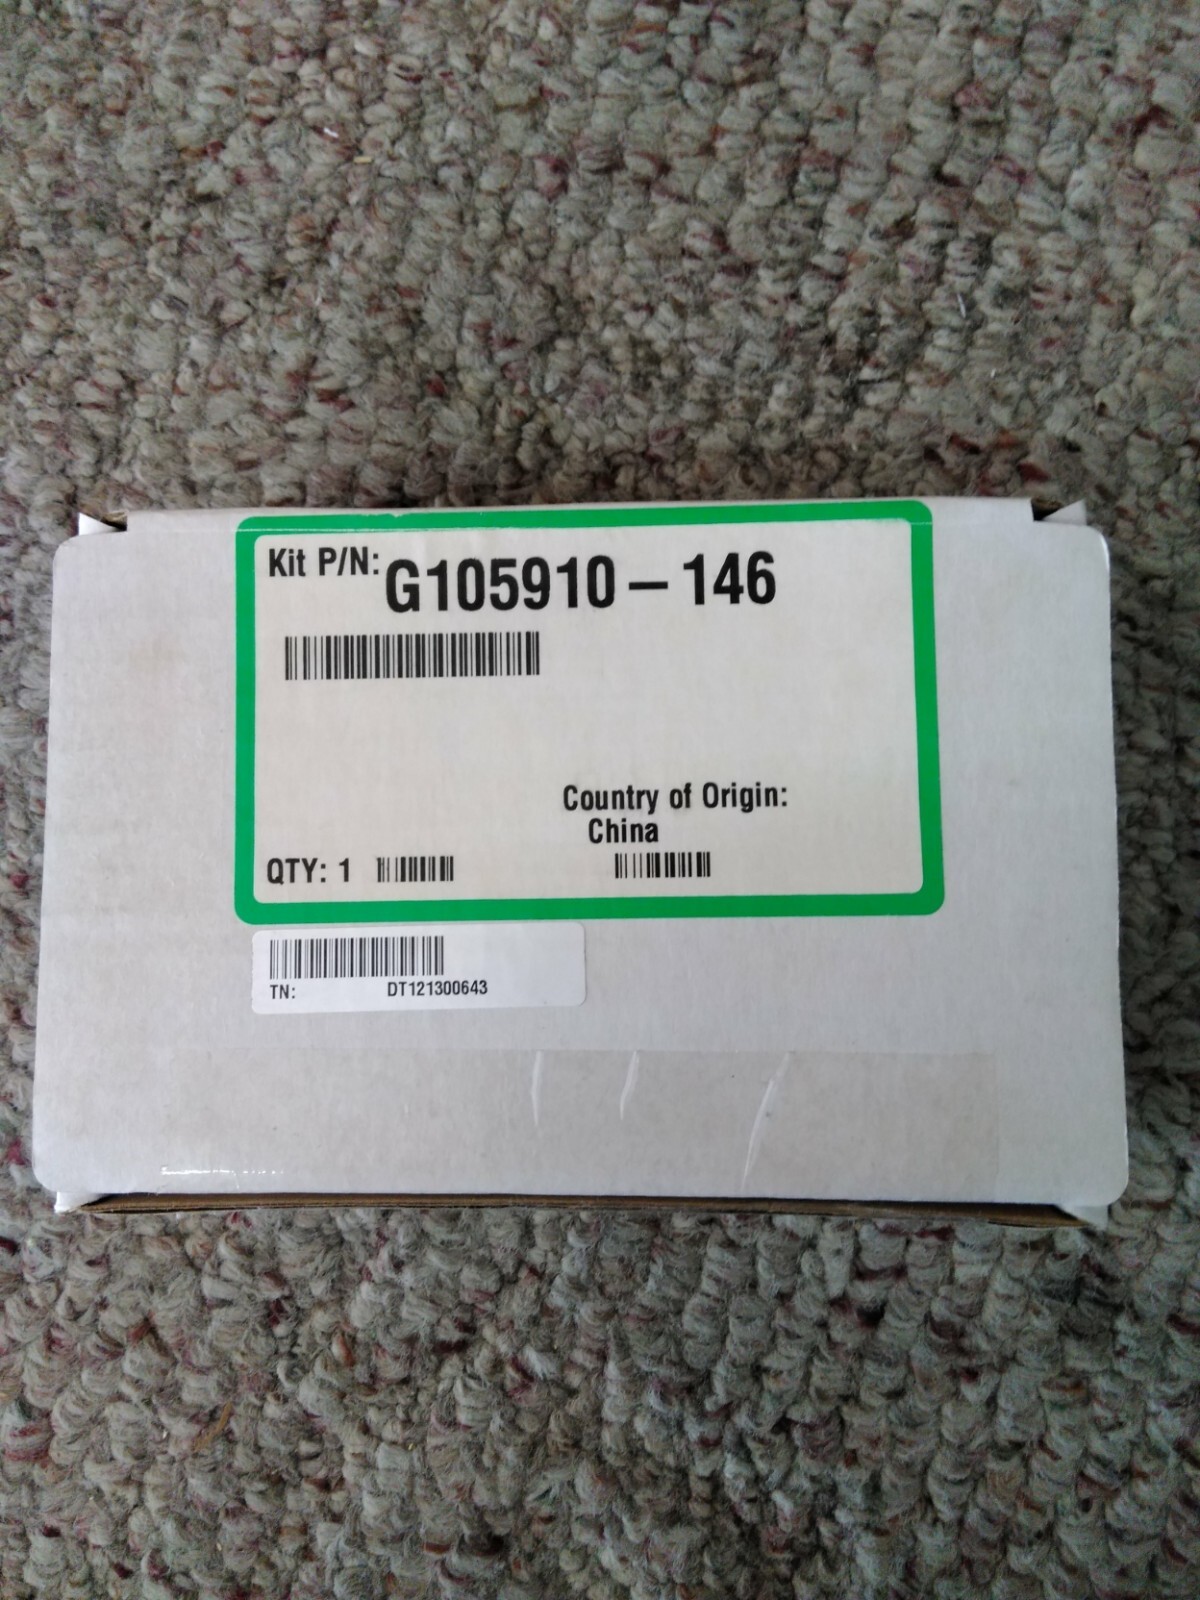 Kit P/N: G105910 – 146
Country of Origin:
China
QTY: 1
TN: DT121300643